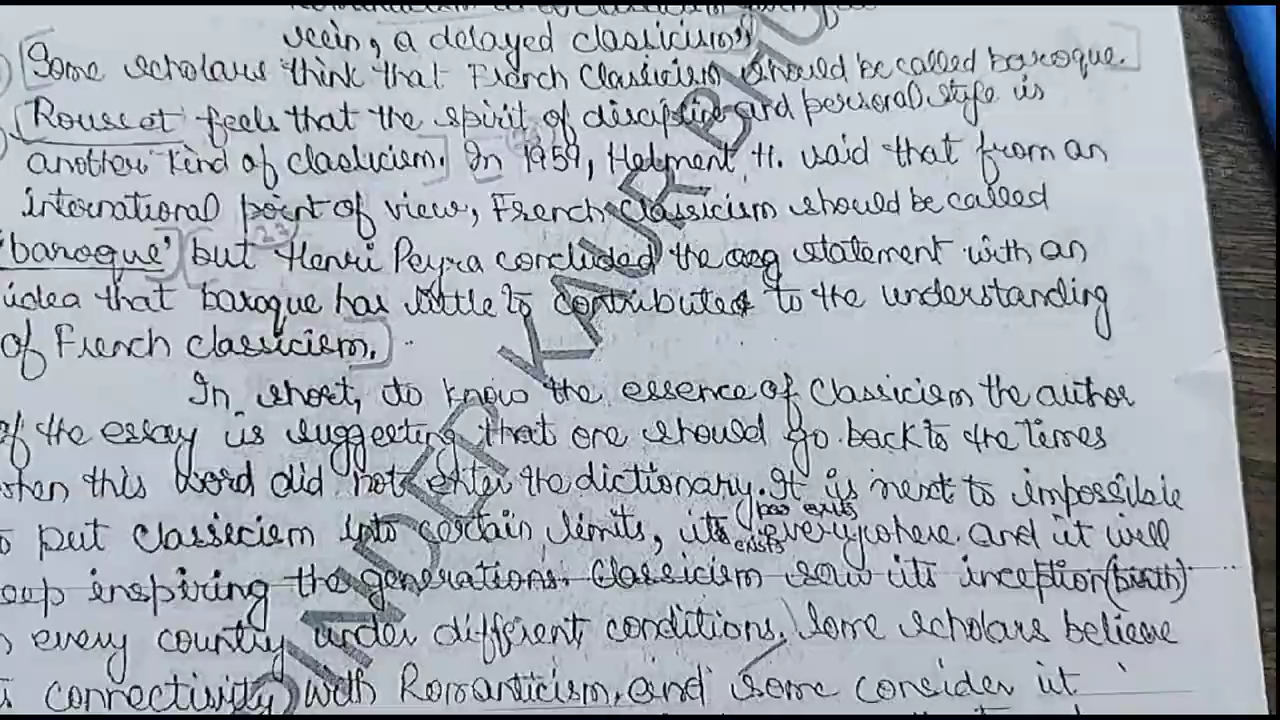 vein, a delayed classicism"
Some scholars think that French Classicism should be called baroque.
Rousset feels that the spirit of discipline and personal style is
another kind of classicism. In 1959, Helment H. said that from an
international point of view, French Classicism should be called
'baroque' but Henri Peyra concluded the statement with an
idea that baroque has little to contribute to the understanding
of French classicism.
In short, to know the essence of Classicism the author
of the essay is suggesting that one should go back to the times
when this word did not enter the dictionary. It is next to impossible
to put classicism into certain limits, its exists everywhere. and it will
keep inspiring the generations. Classicism saw its inception (birth)
in every country under different conditions. Some scholars believe
connectivity with Romanticism, and some consider it
KAUR